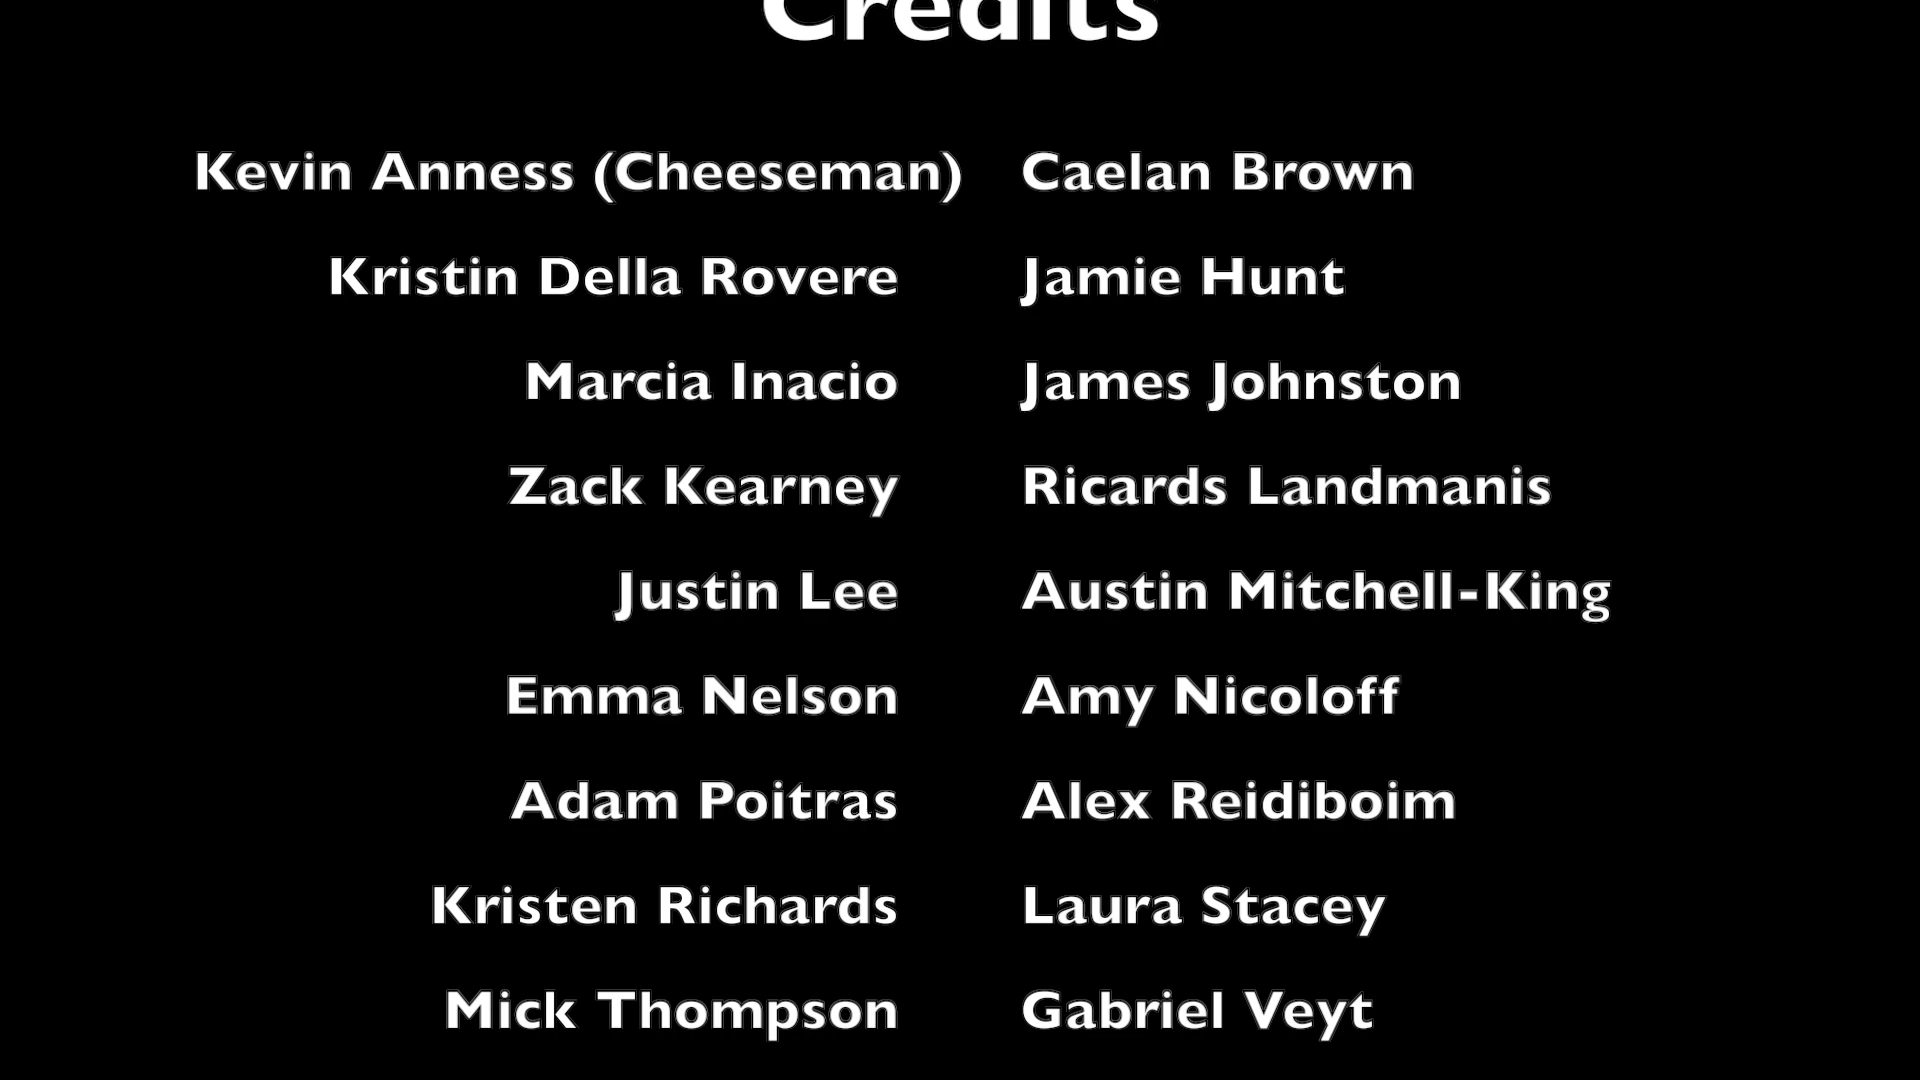 Credits
Kevin Anness (Cheeseman) Caelan Brown
Kristin Della Rovere Jamie Hunt
Marcia Inacio James Johnston
Zack Kearney Ricards Landmanis
Justin Lee Austin Mitchell-King
Emma Nelson Amy Nicoloff
Adam Poitras Alex Reidiboim
Kristen Richards Laura Stacey
Mick Thompson Gabriel Veyt